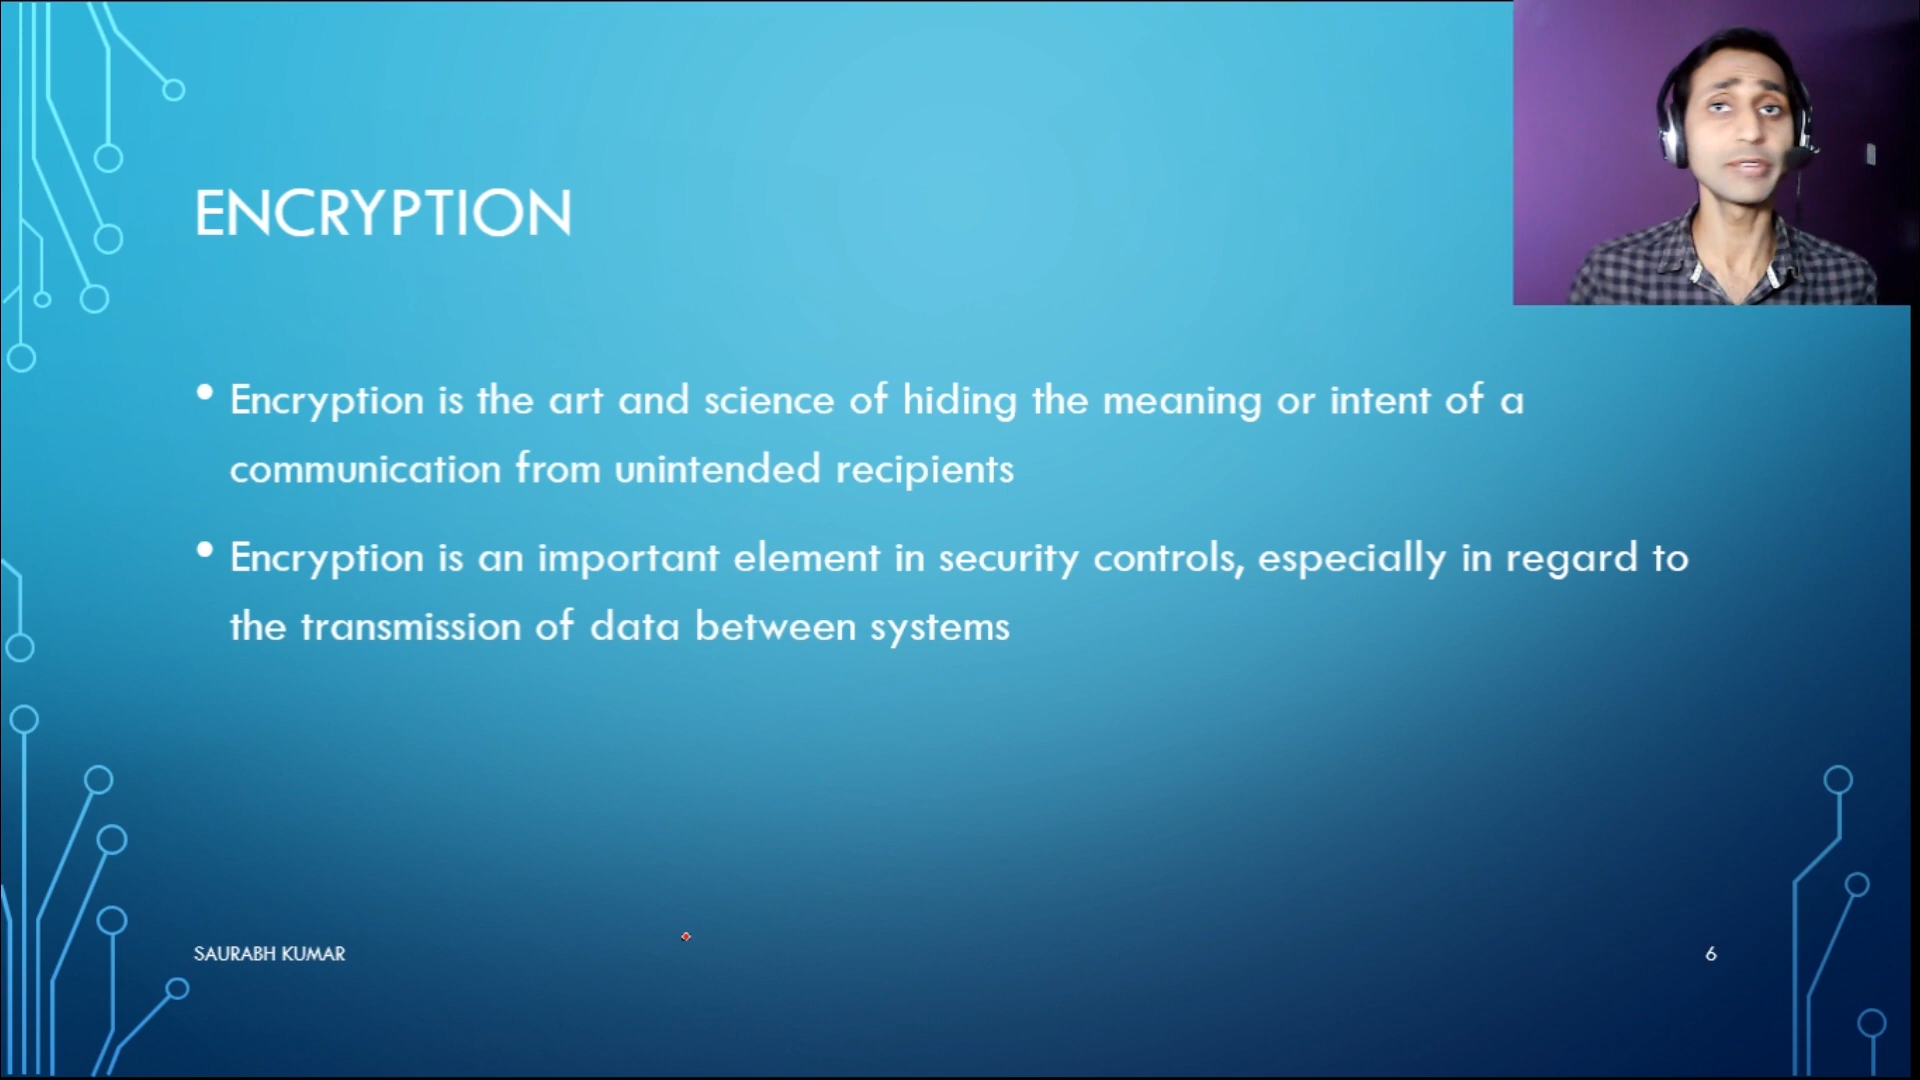 ENCRYPTION
• Encryption is the art and science of hiding the meaning or intent of a
communication from unintended recipients
• Encryption is an important element in security controls, especially in regard to
the transmission of data between systems
SAURABH KUMAR
6